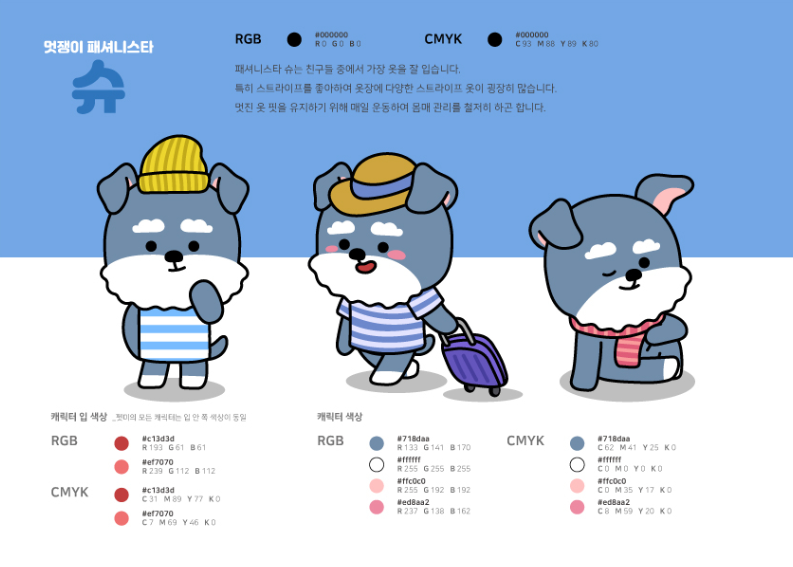 멋쟁이 패셔니스타
슈
RGB
#000000
R 0 G 0 B 0
CMYK
#000000
C 93 M 88 Y 89 K 80
패셔니스타 슈는 친구들 중에서 가장 옷을 잘 입습니다.
특히 스트라이프를 좋아하여 옷장에 다양한 스트라이프 옷이 굉장히 많습니다.
멋진 옷 핏을 유지하기 위해 매일 운동하여 몸매 관리를 철저히 하곤 합니다.
캐릭터 입 색상 _펫미의 모든 캐릭터는 입 안 쪽 색상이 동일
RGB
#c13d3d
R 193 G 61 B 61
#ef7070
R 239 G 112 B 112
CMYK
#c13d3d
C 31 M 89 Y 77 K 0
#ef7070
C 7 M 69 Y 46 K 0
캐릭터 색상
RGB
#718daa
R 133 G 141 B 170
#ffffff
R 255 G 255 B 255
#ffc0c0
R 255 G 192 B 192
#ed8aa2
R 237 G 138 B 162
CMYK
#718daa
C 62 M 41 Y 25 K 0
#ffffff
C 0 M 0 Y 0 K 0
#ffc0c0
C 0 M 35 Y 17 K 0
#ed8aa2
C 8 M 59 Y 20 K 0